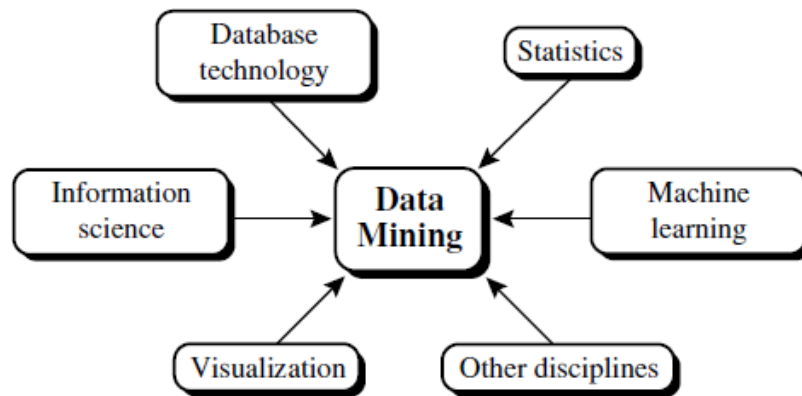 Database
technology
Statistics
Information
science
Data
Mining
Machine
learning
Visualization
Other disciplines